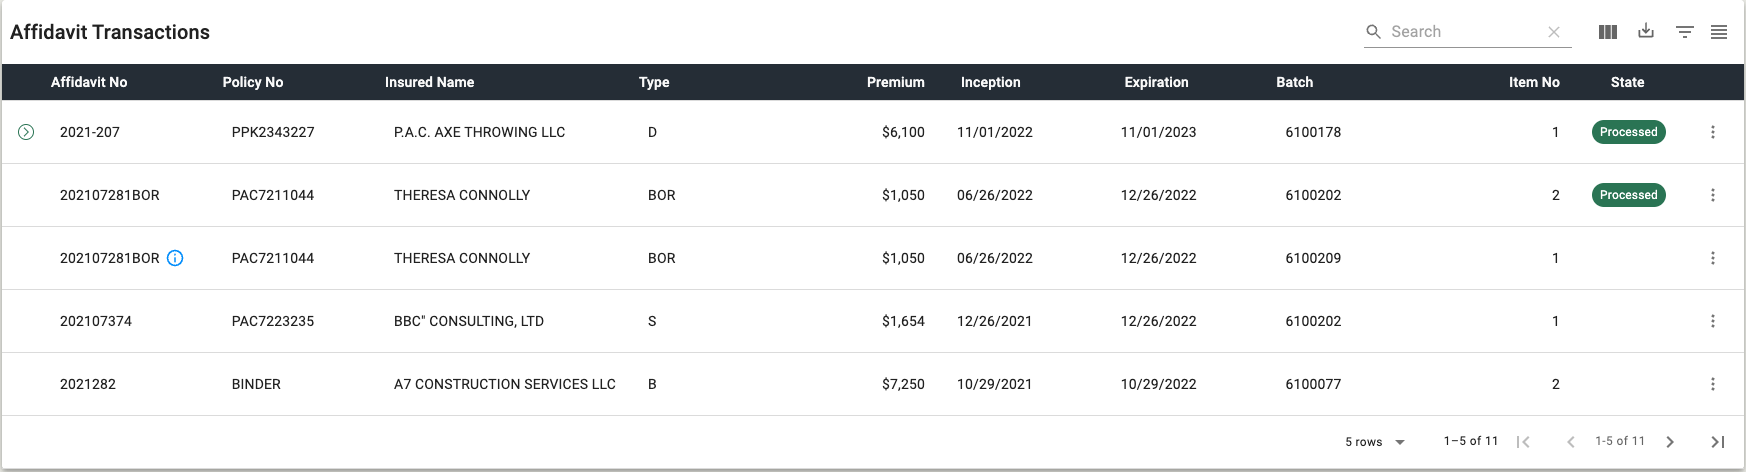 Affidavit Transactions Search
Affidavit No Policy No Insured Name Type Premium Inception Expiration Batch Item No State
2021-207 PPK2343227 P.A.C. AXE THROWING LLC D $6,100 11/01/2022 11/01/2023 6100178 1 Processed
202107281BOR PAC7211044 THERESA CONNOLLY BOR $1,050 06/26/2022 12/26/2022 6100202 2 Processed
202107281BOR PAC7211044 THERESA CONNOLLY BOR $1,050 06/26/2022 12/26/2022 6100209 1
202107374 PAC7223235 BBC" CONSULTING, LTD S $1,654 12/26/2021 12/26/2022 6100202 1
2021282 BINDER A7 CONSTRUCTION SERVICES LLC B $7,250 10/29/2021 10/29/2022 6100077 2
5 rows 1–5 of 11 1-5 of 11